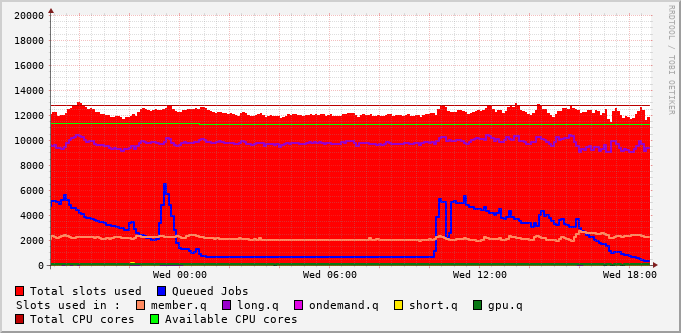 RRDTOOL / TOBI OETIKER
20000
18000
16000
14000
12000
10000
8000
6000
4000
2000
0
Wed 00:00 Wed 06:00 Wed 12:00 Wed 18:00
Total slots used Queued Jobs
Slots used in : member.q long.q ondemand.q short.q gpu.q
Total CPU cores Available CPU cores